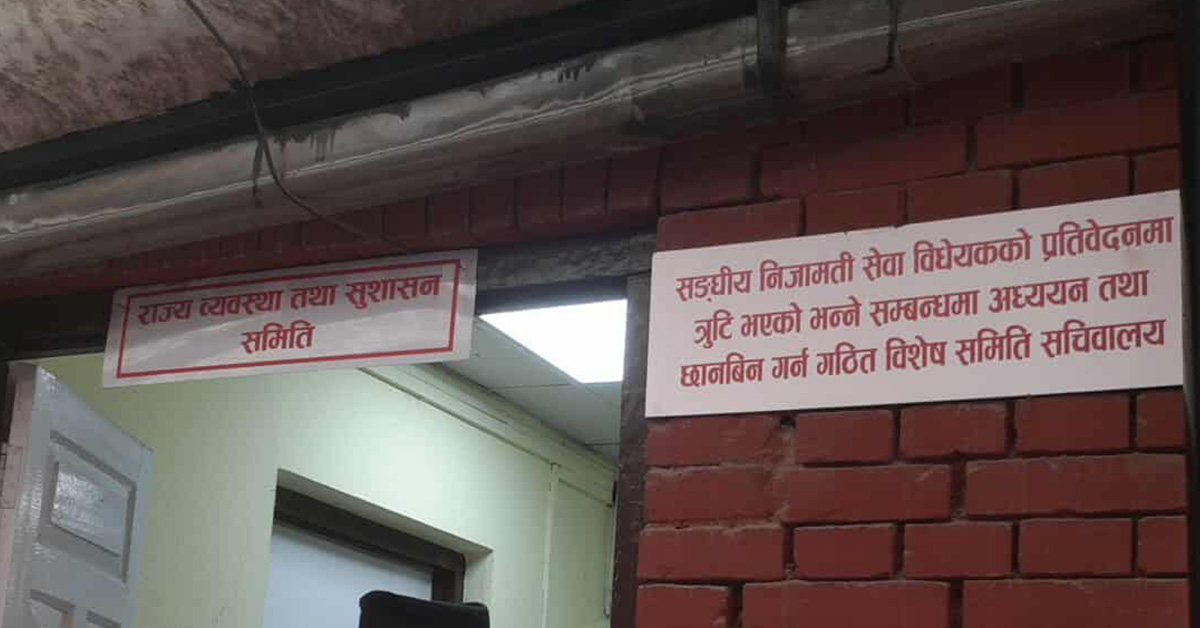 राज्य व्यवस्था तथा सुशासन
समिति
सङ्घीय निजामती सेवा विधेयकको प्रतिवेदनमा
त्रुटि भएको भन्ने सम्बन्धमा अध्ययन तथा
छानबिन गर्न गठित विशेष समिति सचिवालय